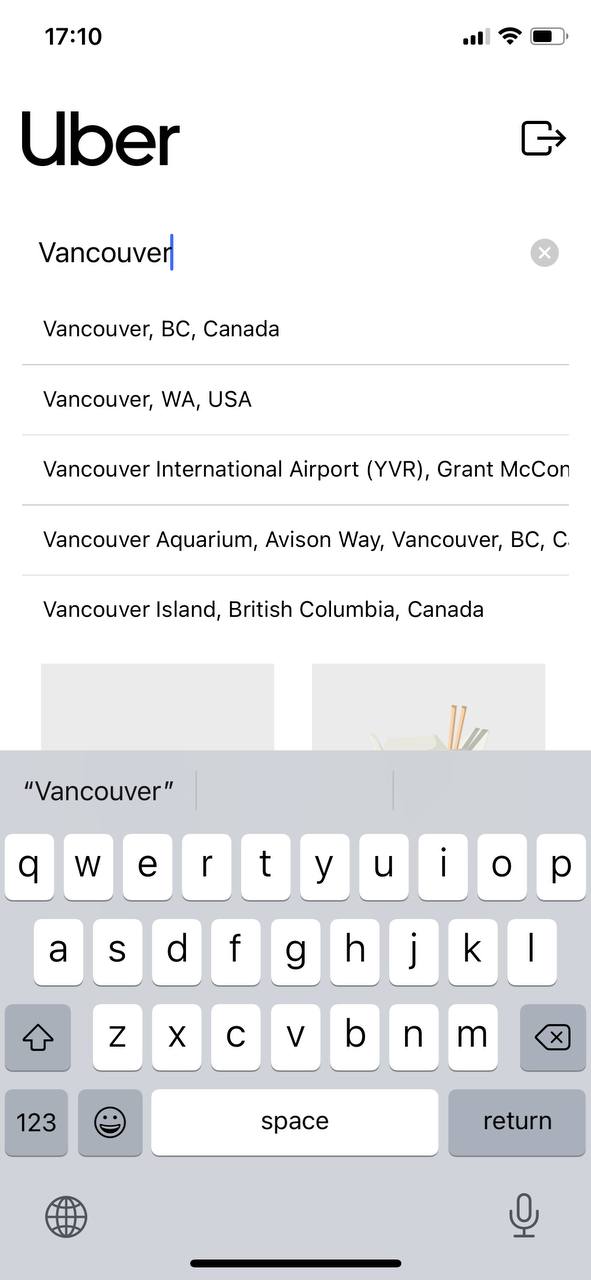 17:10
Uber
Vancouver
Vancouver, BC, Canada
Vancouver, WA, USA
Vancouver International Airport (YVR), Grant McCon
Vancouver Aquarium, Avison Way, Vancouver, BC, C
Vancouver Island, British Columbia, Canada
“Vancouver”
q w e r t y u i o p
a s d f g h j k l
z x c v b n m
123 space return